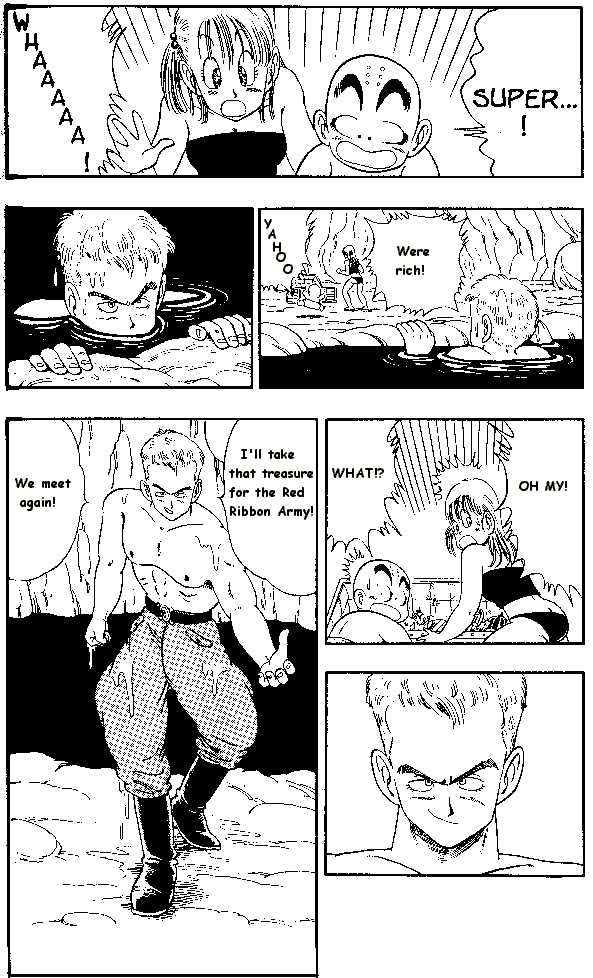 SUPER...
!
WHAAAAA!
Were
rich!
YAHOO
OH MY!
WHAT!?
I'll take
that treasure
for the Red
Ribbon Army!
We meet
again!